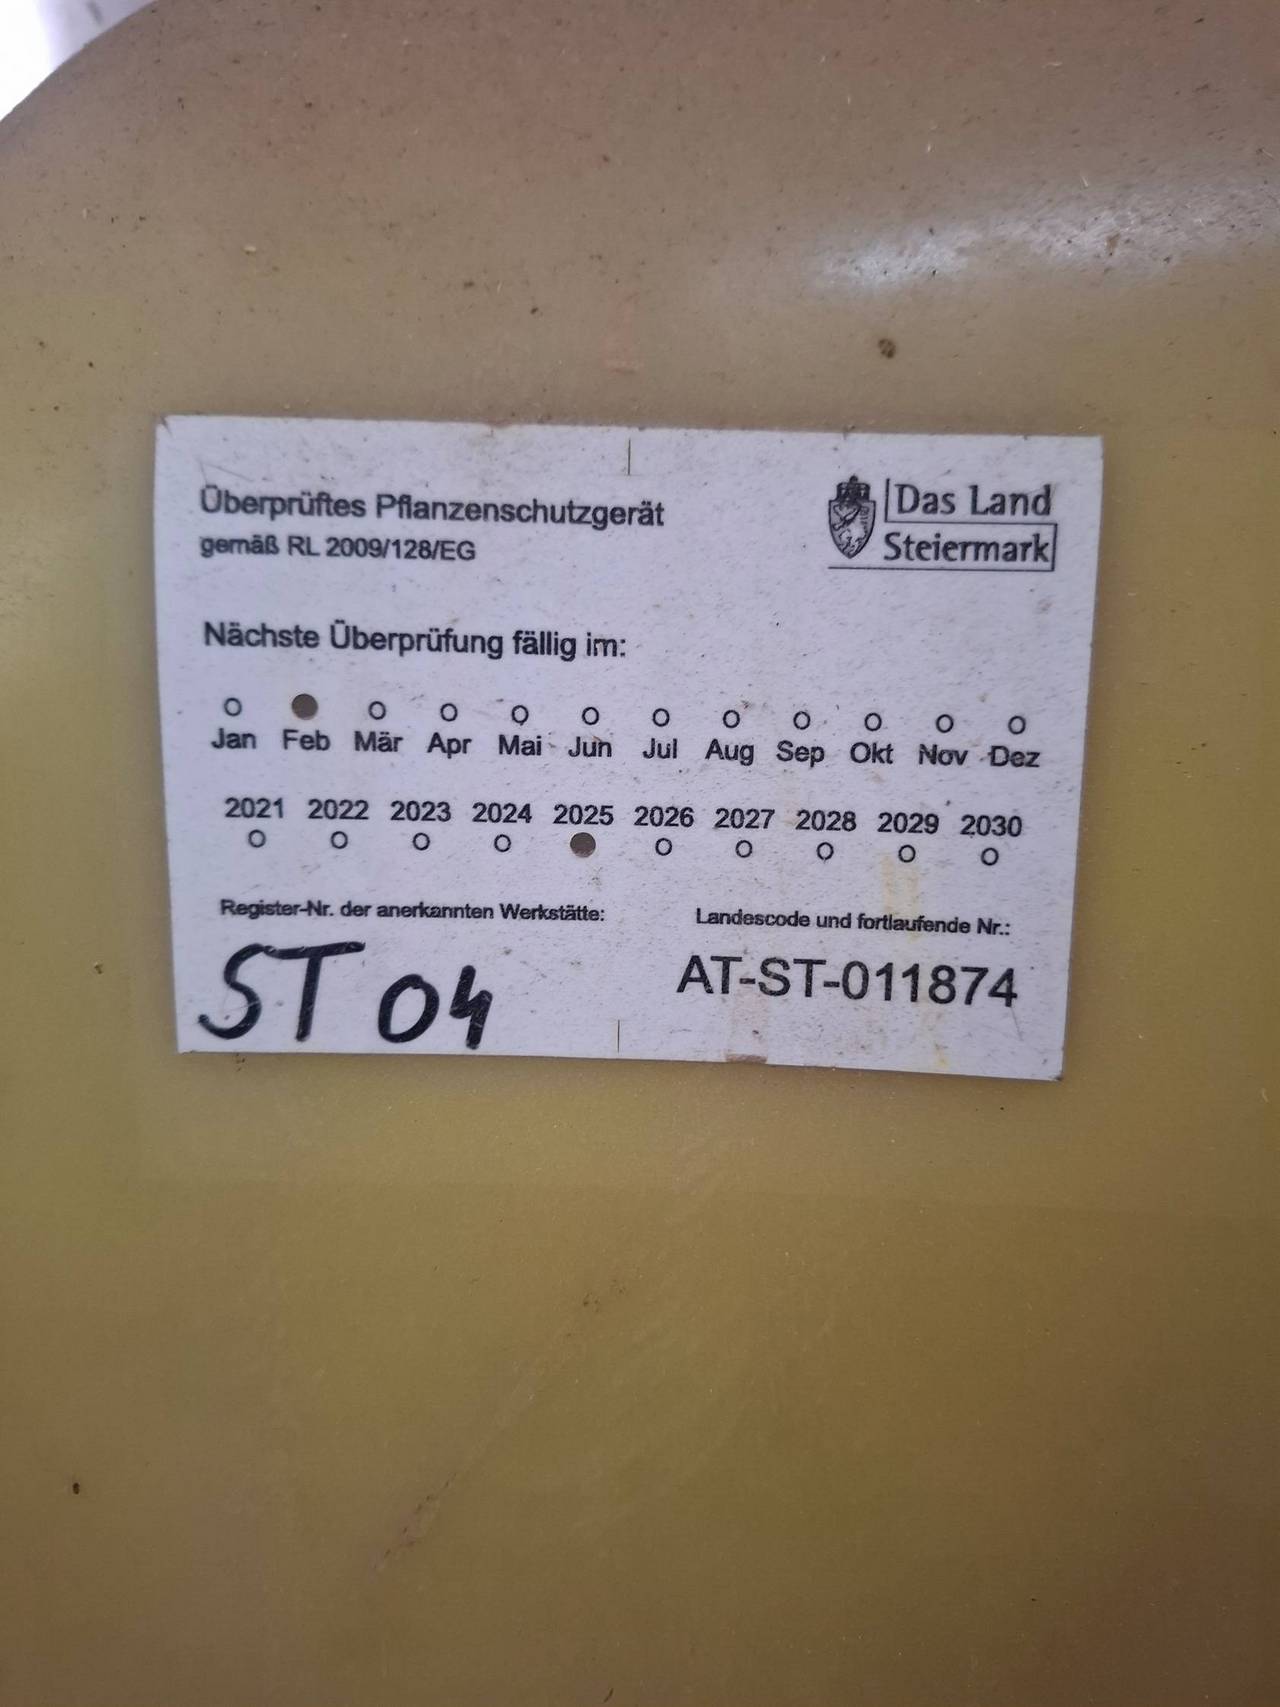 Überprüftes Pflanzenschutzgerät
gemäß RL 2009/128/EG
Das Land
Steiermark
Nächste Überprüfung fällig im:
Jan Feb Mär Apr Mai Jun Jul Aug Sep Okt Nov Dez
2021 2022 2023 2024 2025 2026 2027 2028 2029 2030
Register-Nr. der anerkannten Werkstätte:
ST 04
Landescode und fortlaufende Nr.:
AT-ST-011874